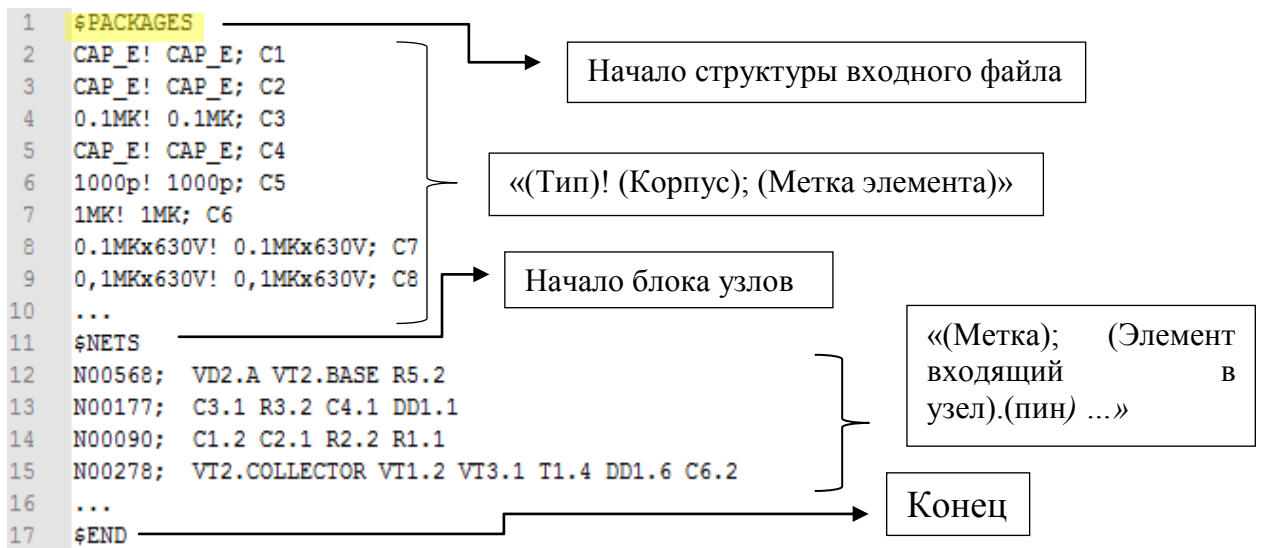 1 $PACKAGES
2 CAP_E! CAP_E; C1
3 CAP_E! CAP_E; C2
4 0.1MK! 0.1MK; C3
5 CAP_E! CAP_E; C4
6 1000p! 1000p; C5
7 1MK! 1MK; C6
8 0.1MKx630V! 0.1MKx630V; C7
9 0,1MKx630V! 0,1MKx630V; C8
10 ...
11 $NETS
12 N00568; VD2.A VT2.BASE R5.2
13 N00177; C3.1 R3.2 C4.1 DD1.1
14 N00090; C1.2 C2.1 R2.2 R1.1
15 N00278; VT2.COLLECTOR VT1.2 VT3.1 T1.4 DD1.6 C6.2
16 ...
17 $END
Начало структуры входного файла
«(Тип)! (Корпус); (Метка элемента)»
Начало блока узлов
«(Метка); (Элемент
входящий в
узел).(пин) ...»
Конец